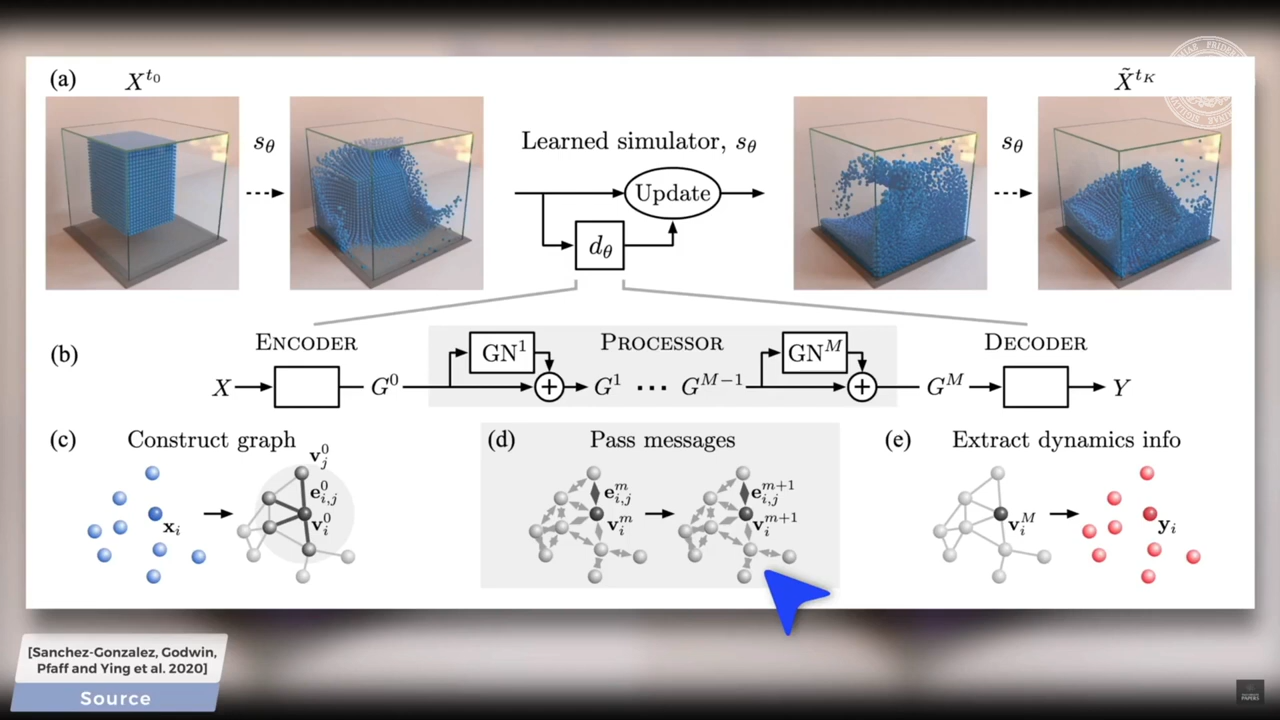 (a)
X^{t_0}
X̃^{t_K}
s_θ
Learned simulator, s_θ
s_θ
Update
d_θ
(b)
ENCODER
PROCESSOR
DECODER
GN^1
GN^M
X
G^0
G^1 ··· G^{M−1}
G^M
Y
(c) Construct graph
(d) Pass messages
(e) Extract dynamics info
v_j^0
e_{i,j}^0
x_i
v_i^0
e_{i,j}^m
v_i^m
e_{i,j}^{m+1}
v_i^{m+1}
v_i^M
y_i
[Sanchez-Gonzalez, Godwin,
Pfaff and Ying et al. 2020]
Source